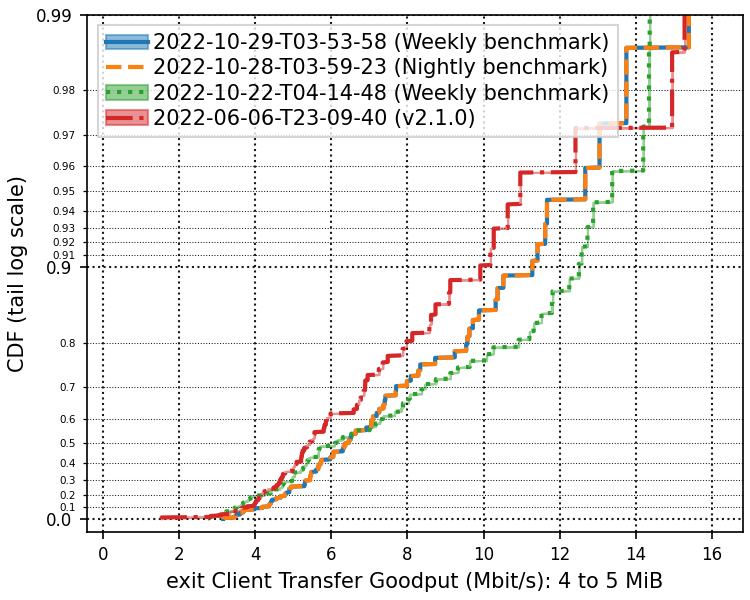 0.99
2022-10-29-T03-53-58 (Weekly benchmark)
2022-10-28-T03-59-23 (Nightly benchmark)
2022-10-22-T04-14-48 (Weekly benchmark)
2022-06-06-T23-09-40 (v2.1.0)
0.98
0.97
0.96
0.95
0.94
0.93
0.92
0.91
0.9
0.8
0.7
0.6
0.5
0.4
0.3
0.2
0.1
0.0
CDF (tail log scale)
0 2 4 6 8 10 12 14 16
exit Client Transfer Goodput (Mbit/s): 4 to 5 MiB